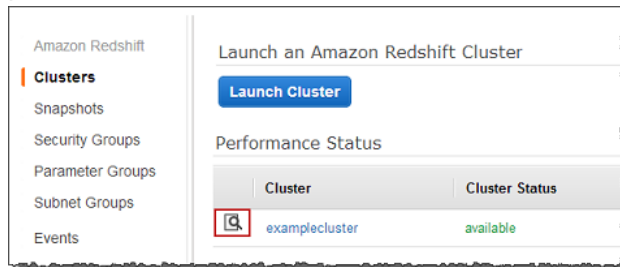 Amazon Redshift
Clusters
Snapshots
Security Groups
Parameter Groups
Subnet Groups
Events
Launch an Amazon Redshift Cluster
Launch Cluster
Performance Status
Cluster Cluster Status
examplecluster available